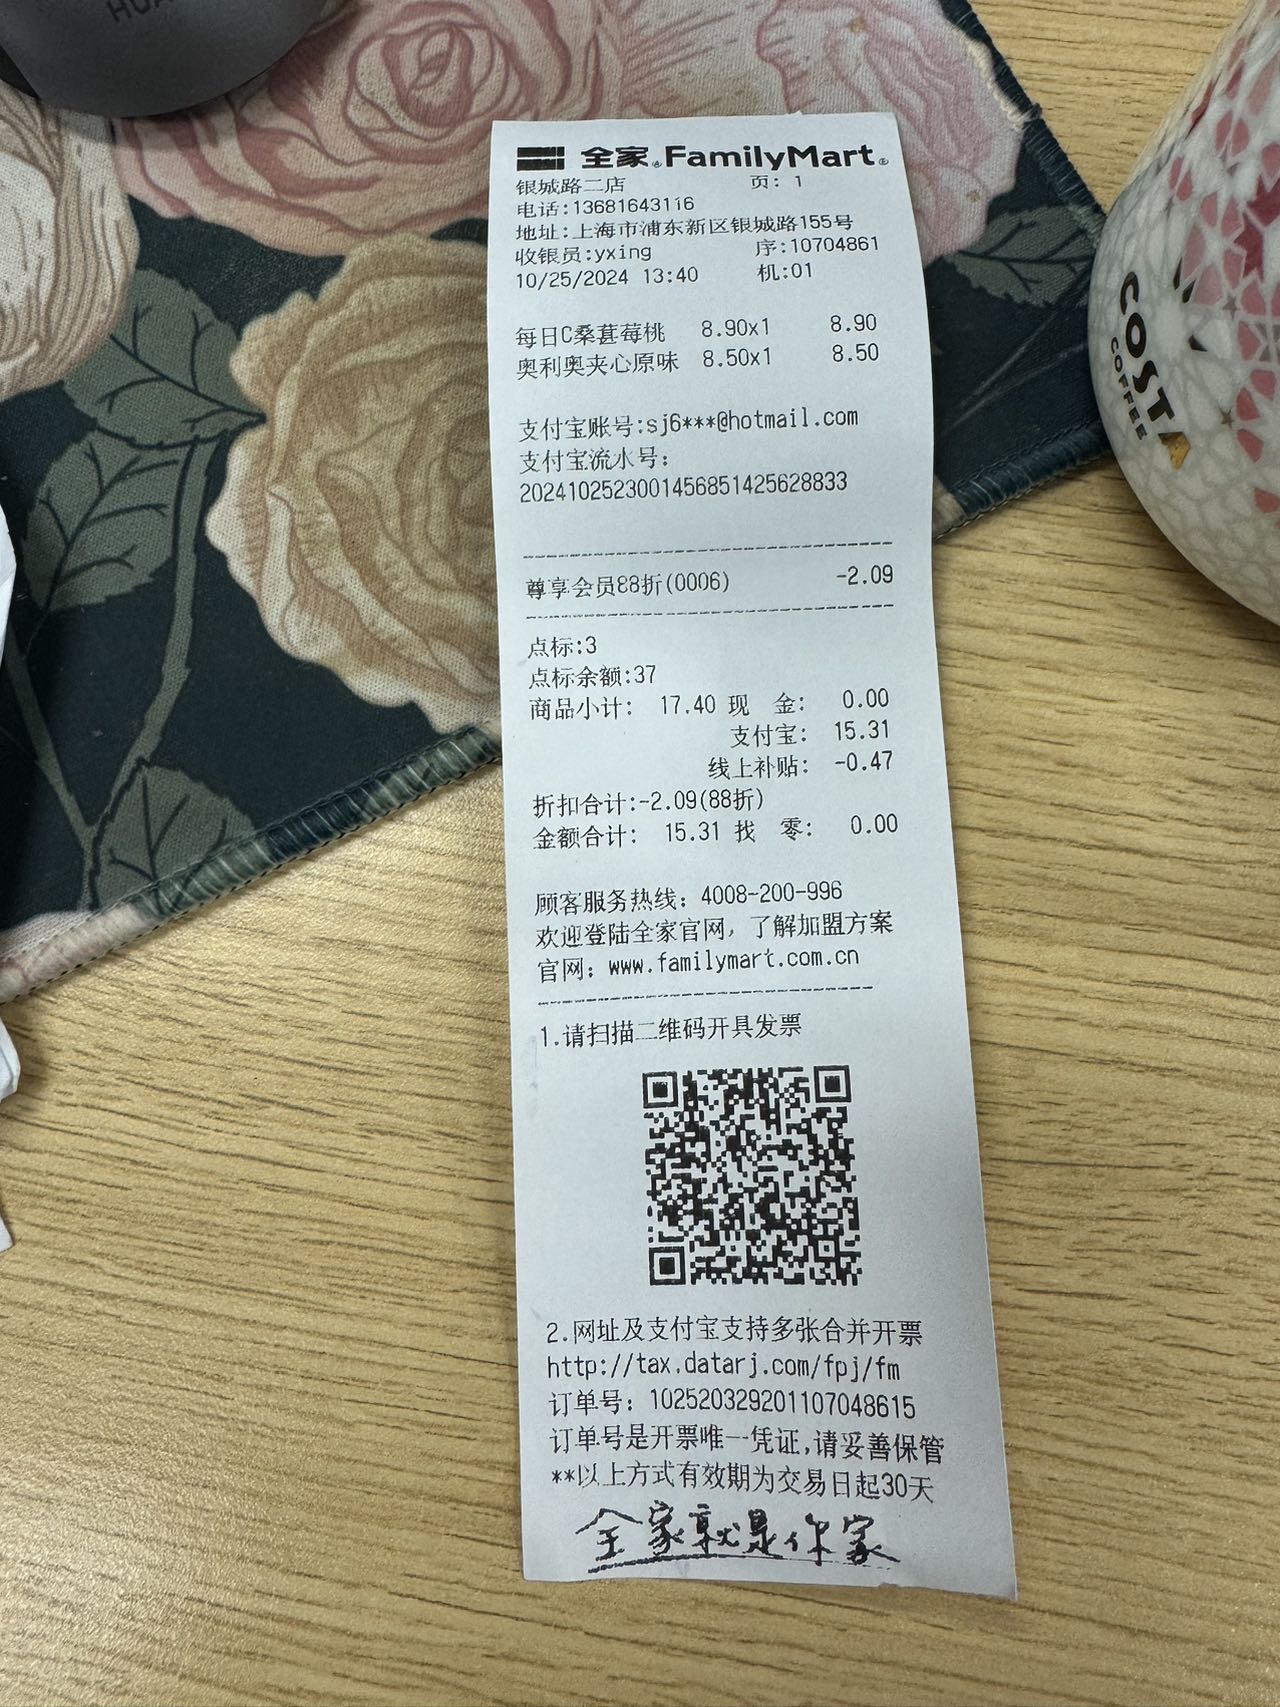 HUA
全家 FamilyMart
银城路二店 页: 1
电话:13681643116
地址:上海市浦东新区银城路155号
收银员:yxing 序:10704861
10/25/2024 13:40 机:01
每日C桑葚莓桃 8.90x1 8.90
奥利奥夹心原味 8.50x1 8.50
支付宝账号:sj6***@hotmail.com
支付宝流水号:
2024102523001456851425628833
尊享会员88折(0006) -2.09
点标:3
点标余额:37
商品小计: 17.40 现 金: 0.00
支付宝: 15.31
线上补贴: -0.47
折扣合计:-2.09(88折)
金额合计: 15.31 找 零: 0.00
顾客服务热线: 4008-200-996
欢迎登陆全家官网, 了解加盟方案
官网: www.familymart.com.cn
1.请扫描二维码开具发票
2.网址及支付宝支持多张合并开票
http://tax.datarj.com/fpj/fm
订单号: 102520329201107048615
订单号是开票唯一凭证,请妥善保管
**以上方式有效期为交易日起30天
全家就是你家
COSTA
COFFEE